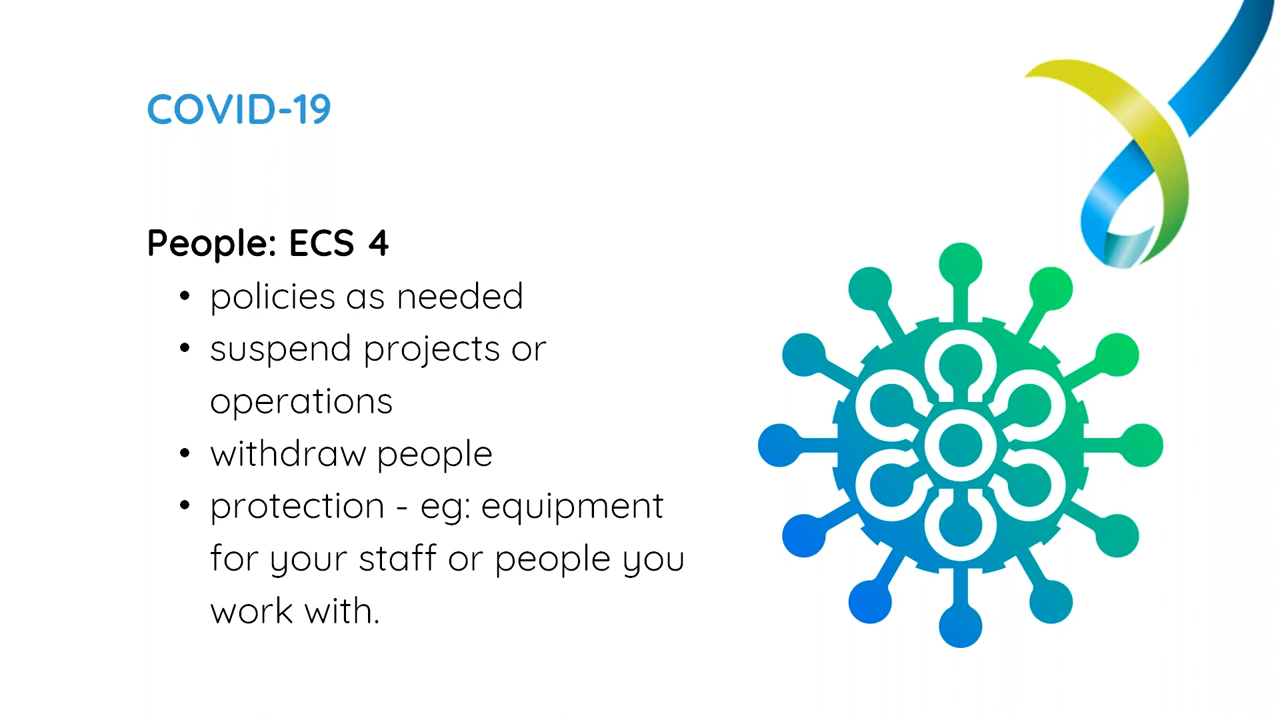 COVID-19
People: ECS 4
• policies as needed
• suspend projects or
operations
• withdraw people
• protection - eg: equipment
for your staff or people you
work with.